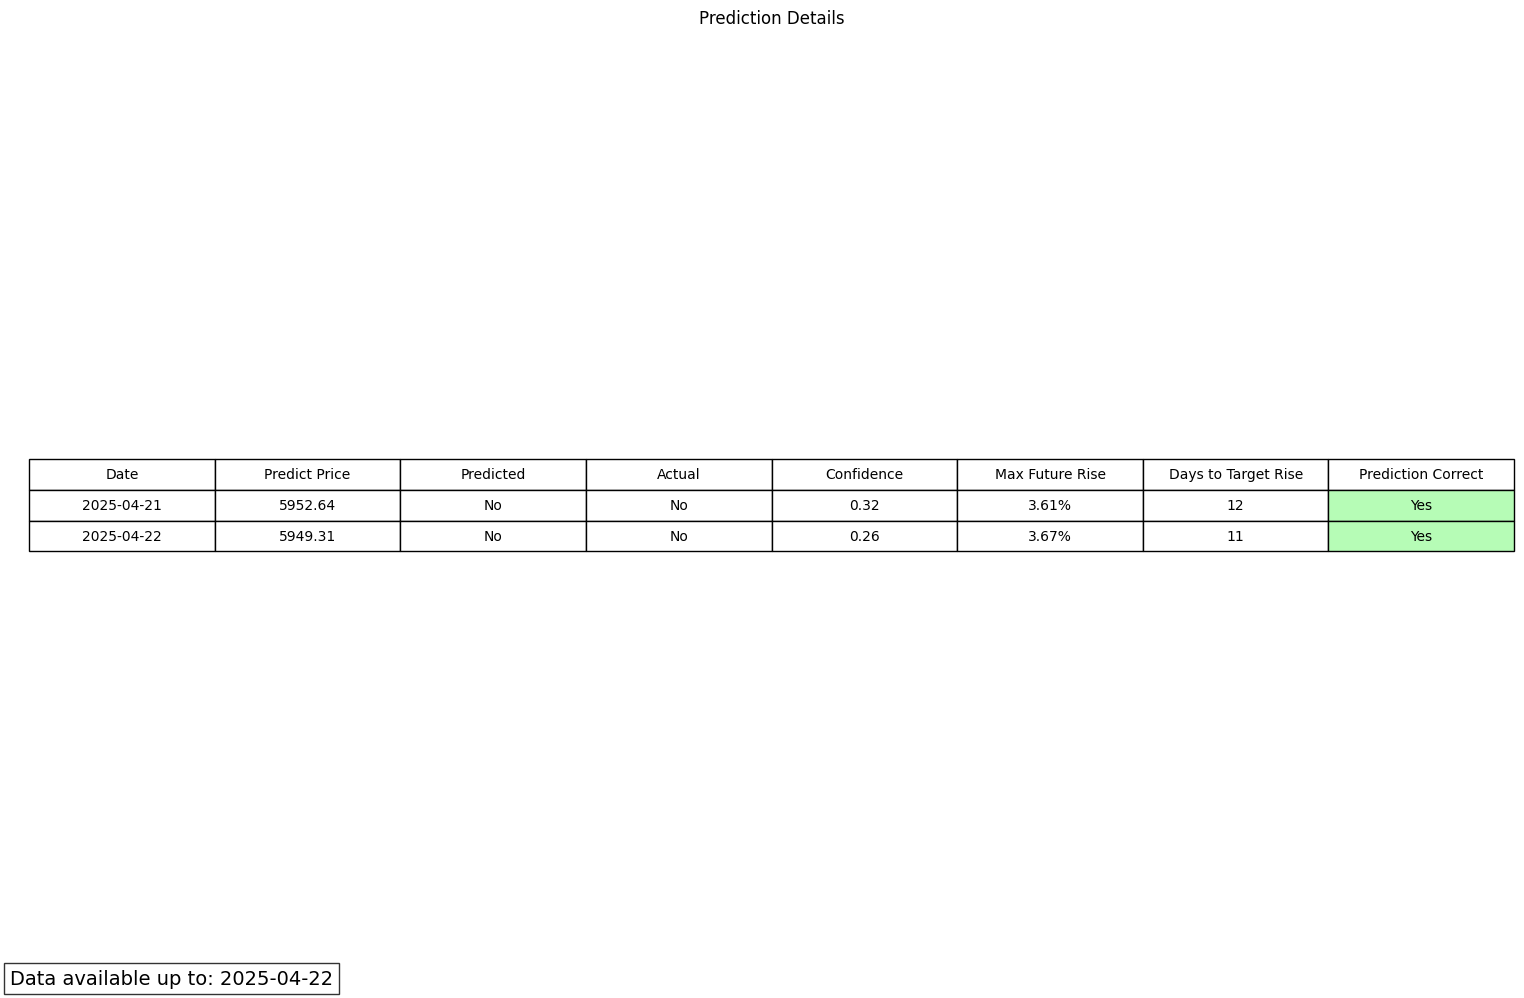 Prediction Details
Date Predict Price Predicted Actual Confidence Max Future Rise Days to Target Rise Prediction Correct
2025-04-21 5952.64 No No 0.32 3.61% 12 Yes
2025-04-22 5949.31 No No 0.26 3.67% 11 Yes
Data available up to: 2025-04-22